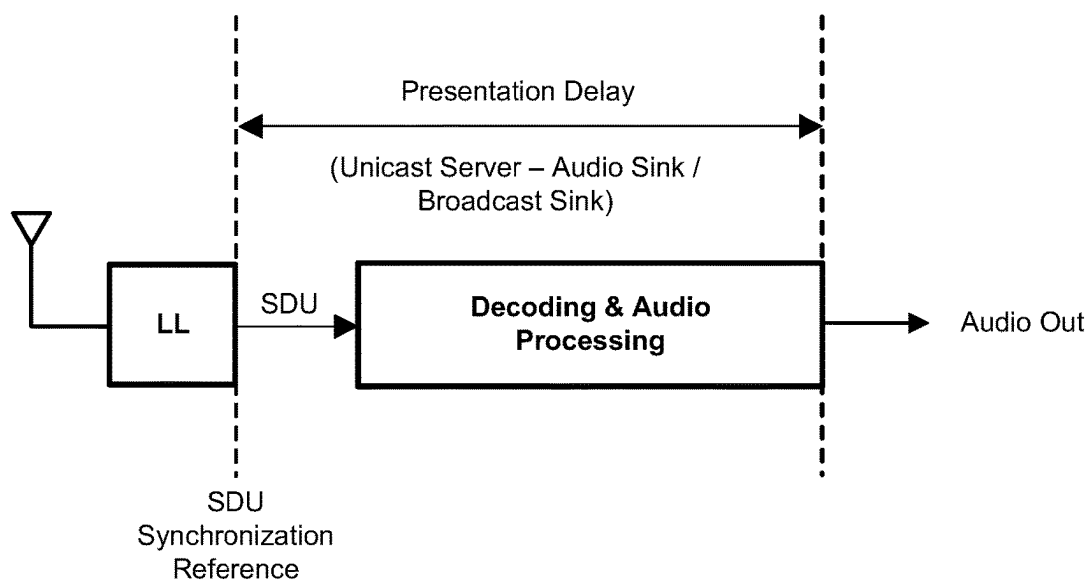 Presentation Delay
(Unicast Server – Audio Sink /
Broadcast Sink)
LL
SDU
Decoding & Audio
Processing
Audio Out
SDU
Synchronization
Reference